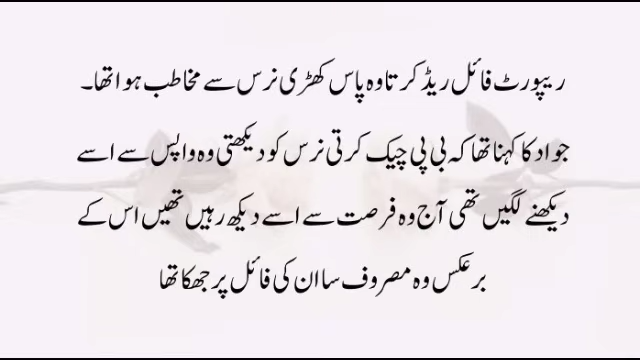 ریپورٹ فائل ریڈ کرتا وہ پاس کھڑی نرس سے مخاطب ہوا تھا۔
جواد کا کہنا تھا کہ بی پی چیک کرتی نرس کو دیکھتی وہ واپس سے اسے
دیکھنے لگیں تھی آج وہ فرصت سے اسے دیکھ رہیں تھیں اس کے
برعکس وہ مصروف سا ان کی فائل پر جھکا تھا